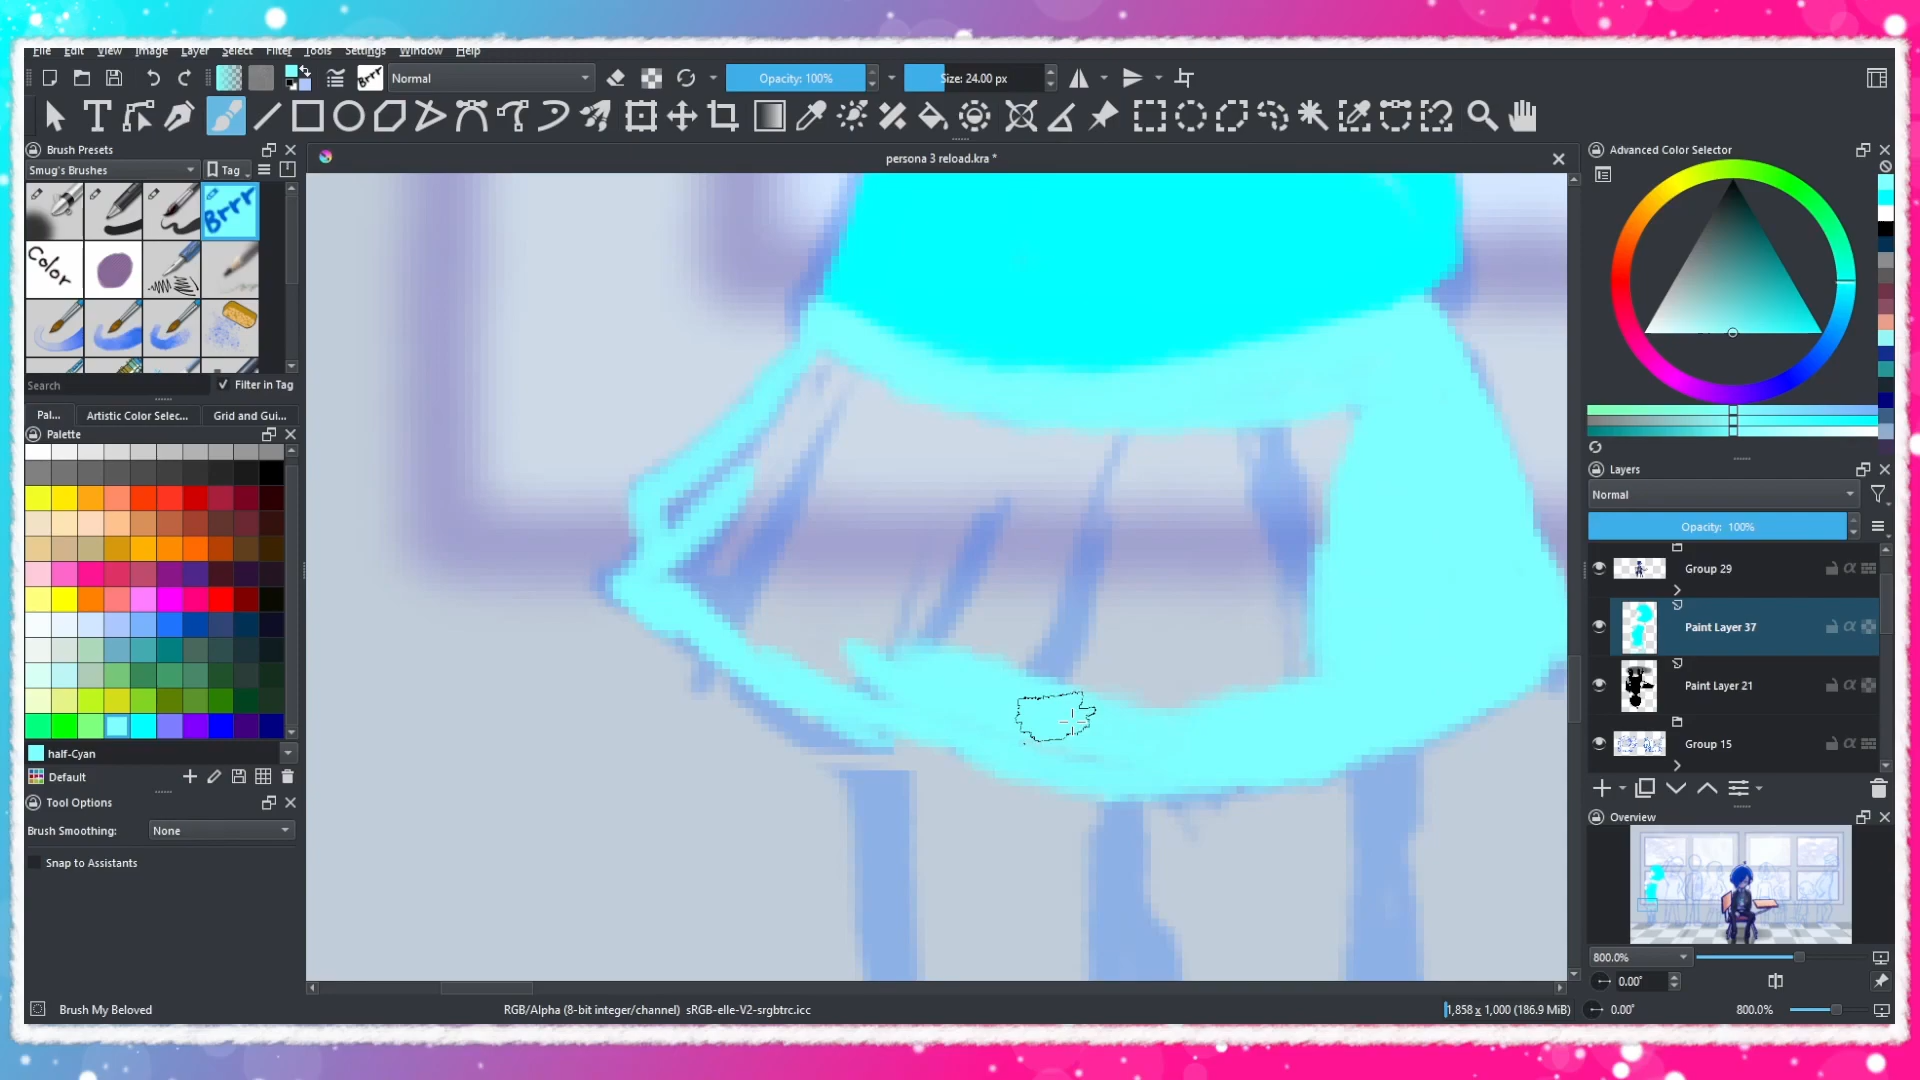 File Edit View Image Layer Select Filter Tools Settings Window Help
Brrr Normal Opacity: 100% Size: 24.00 px
Brush Presets
persona 3 reload.kra *
Advanced Color Selector
Smug's Brushes Tag
Brrr
Color
Search Filter in Tag
Pal... Artistic Color Selec... Grid and Gui...
Palette
Layers
Normal
Opacity: 100%
Group 29
Paint Layer 37
Paint Layer 21
Group 15
half-Cyan
Default
Tool Options
Overview
Brush Smoothing: None
Snap to Assistants
800.0%
0.00°
Brush My Beloved RGB/Alpha (8-bit integer/channel) sRGB-elle-V2-srgbtrc.icc 1,858 x 1,000 (186.9 MiB) 0.00° 800.0%